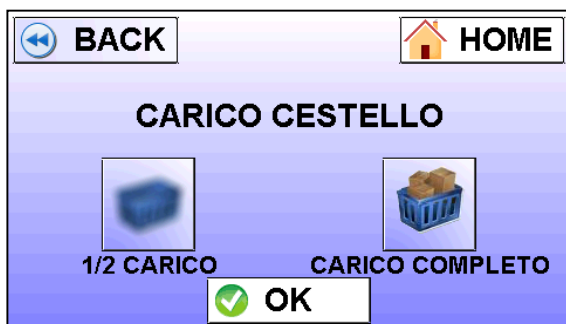 BACK
HOME
CARICO CESTELLO
1/2 CARICO
CARICO COMPLETO
OK